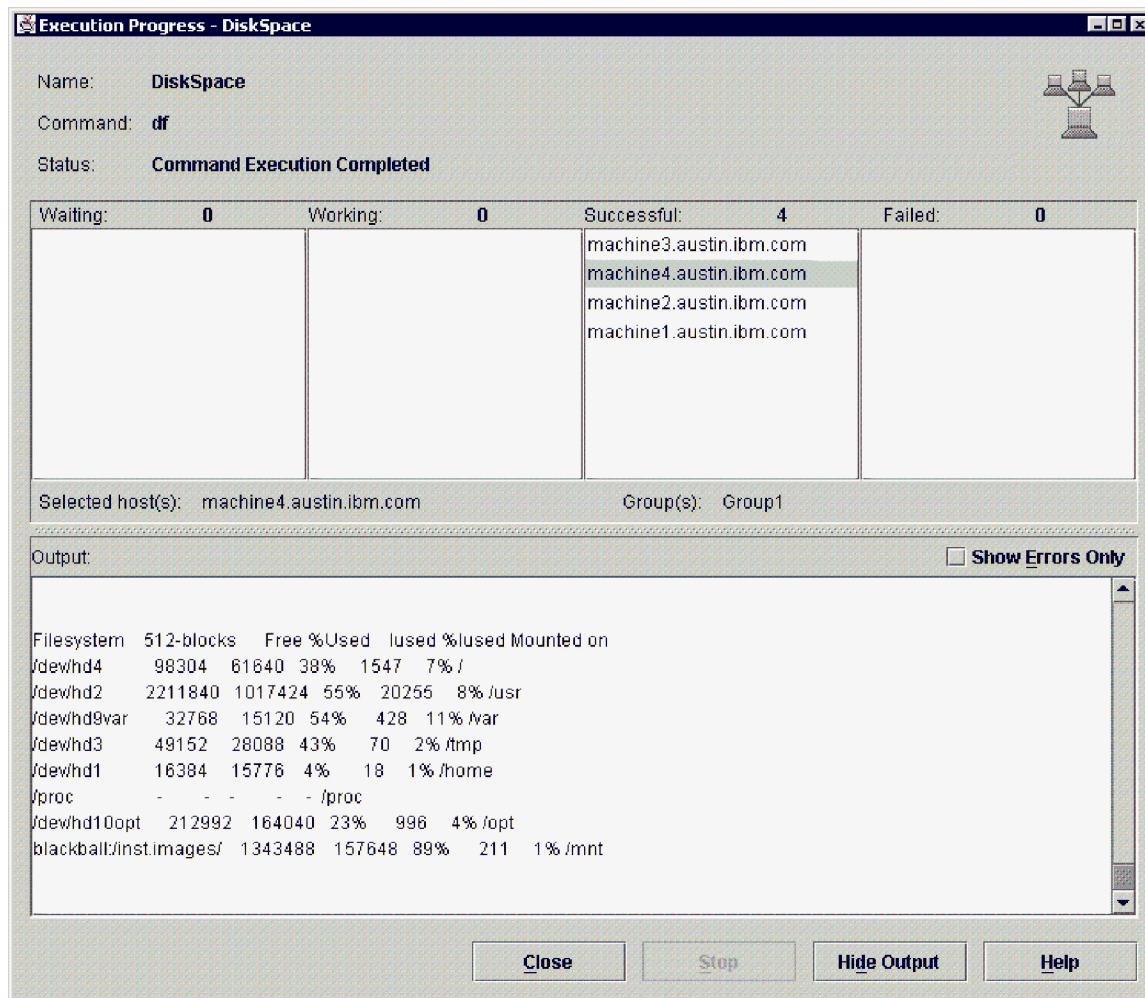 Execution Progress - DiskSpace
Name: DiskSpace
Command: df
Status: Command Execution Completed
Waiting: 0 Working: 0 Successful: 4 Failed: 0
machine3.austin.ibm.com
machine4.austin.ibm.com
machine2.austin.ibm.com
machine1.austin.ibm.com
Selected host(s): machine4.austin.ibm.com Group(s): Group1
Output: Show Errors Only
Filesystem 512-blocks Free %Used Iused %Iused Mounted on
/dev/hd4 98304 61640 38% 1547 7% /
/dev/hd2 2211840 1017424 55% 20255 8% /usr
/dev/hd9var 32768 15120 54% 428 11% /var
/dev/hd3 49152 28088 43% 70 2% /tmp
/dev/hd1 16384 15776 4% 18 1% /home
/proc - - - - - /proc
/dev/hd10opt 212992 164040 23% 996 4% /opt
blackball:/inst.images/ 1343488 157648 89% 211 1% /mnt
Close Stop Hide Output Help